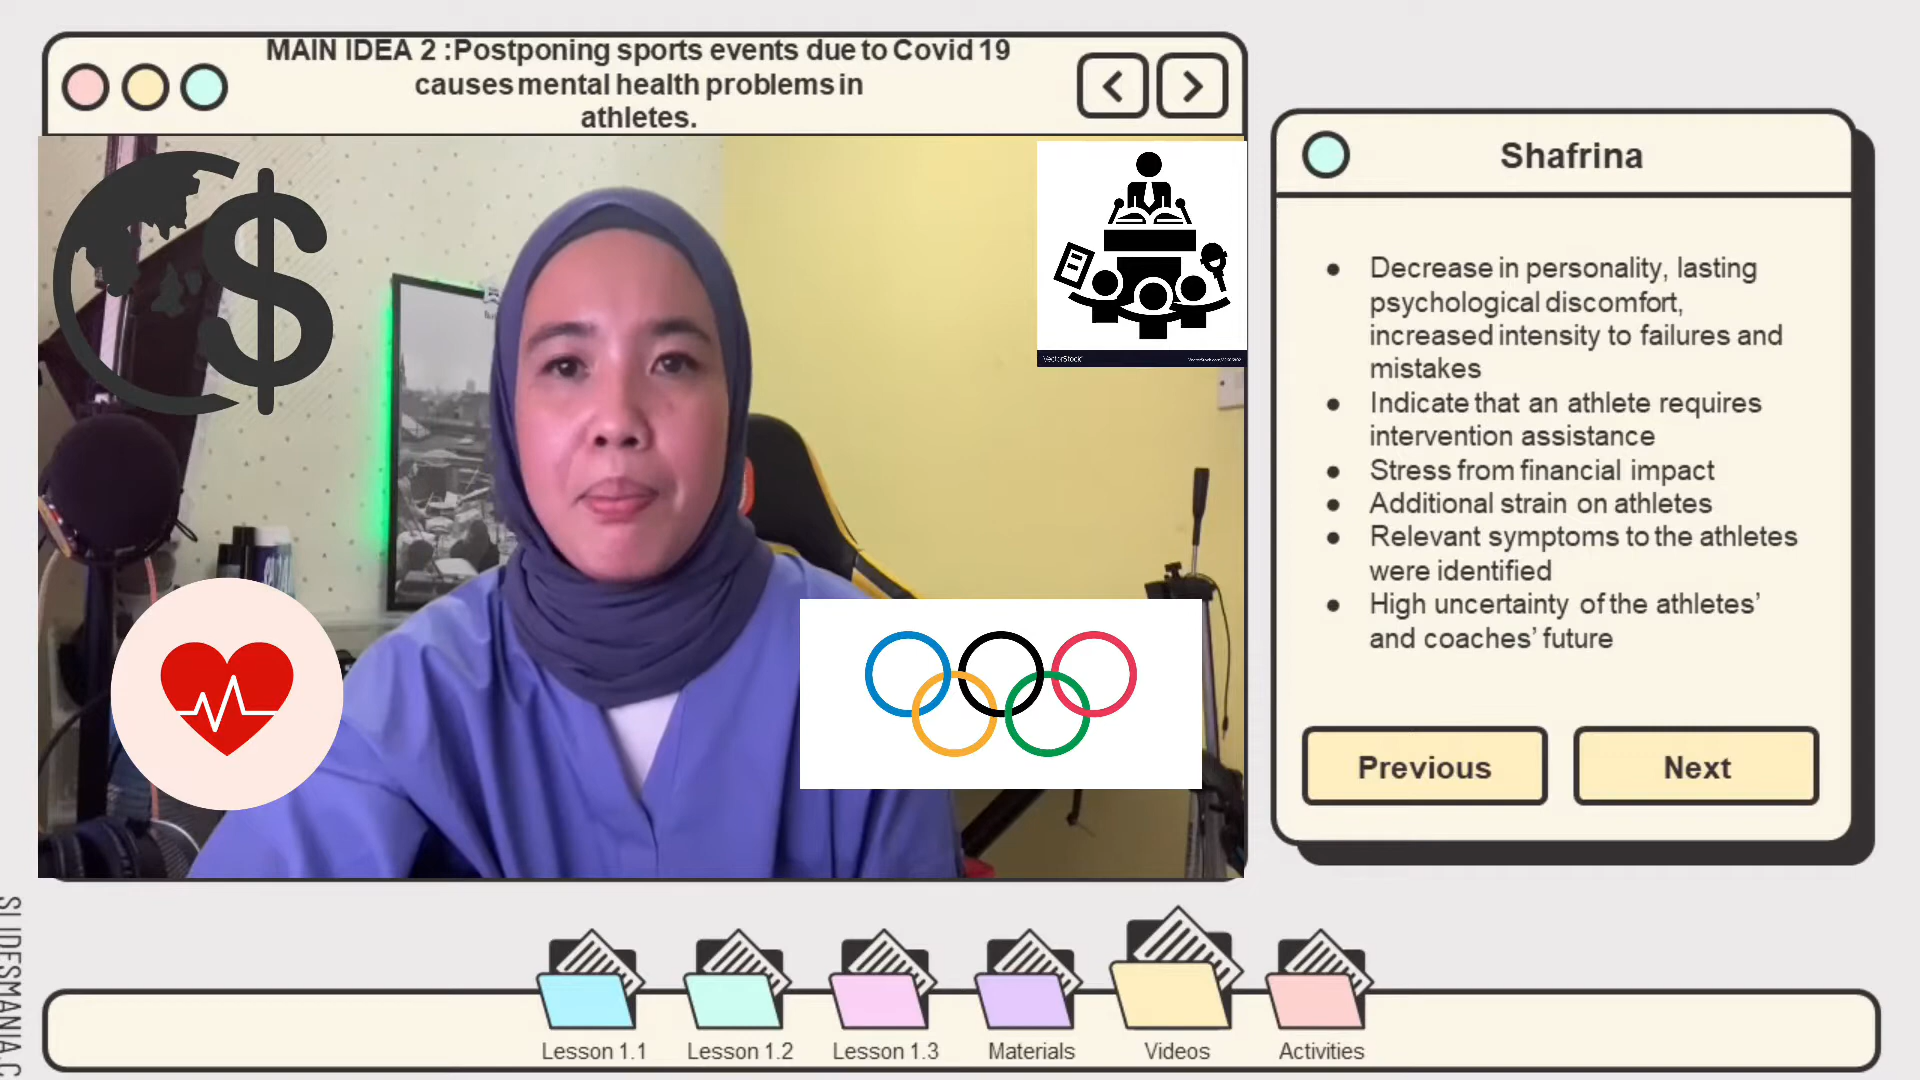 MAIN IDEA 2 :Postponing sports events due to Covid 19
causes mental health problems in
athletes.
Shafrina
● Decrease in personality, lasting
psychological discomfort,
increased intensity to failures and
mistakes
● Indicate that an athlete requires
intervention assistance
● Stress from financial impact
● Additional strain on athletes
● Relevant symptoms to the athletes
were identified
● High uncertainty of the athletes’
and coaches’ future
Previous
Next
$
VectorStock
Lesson 1.1
Lesson 1.2
Lesson 1.3
Materials
Videos
Activities
SLIDESMANIA.C